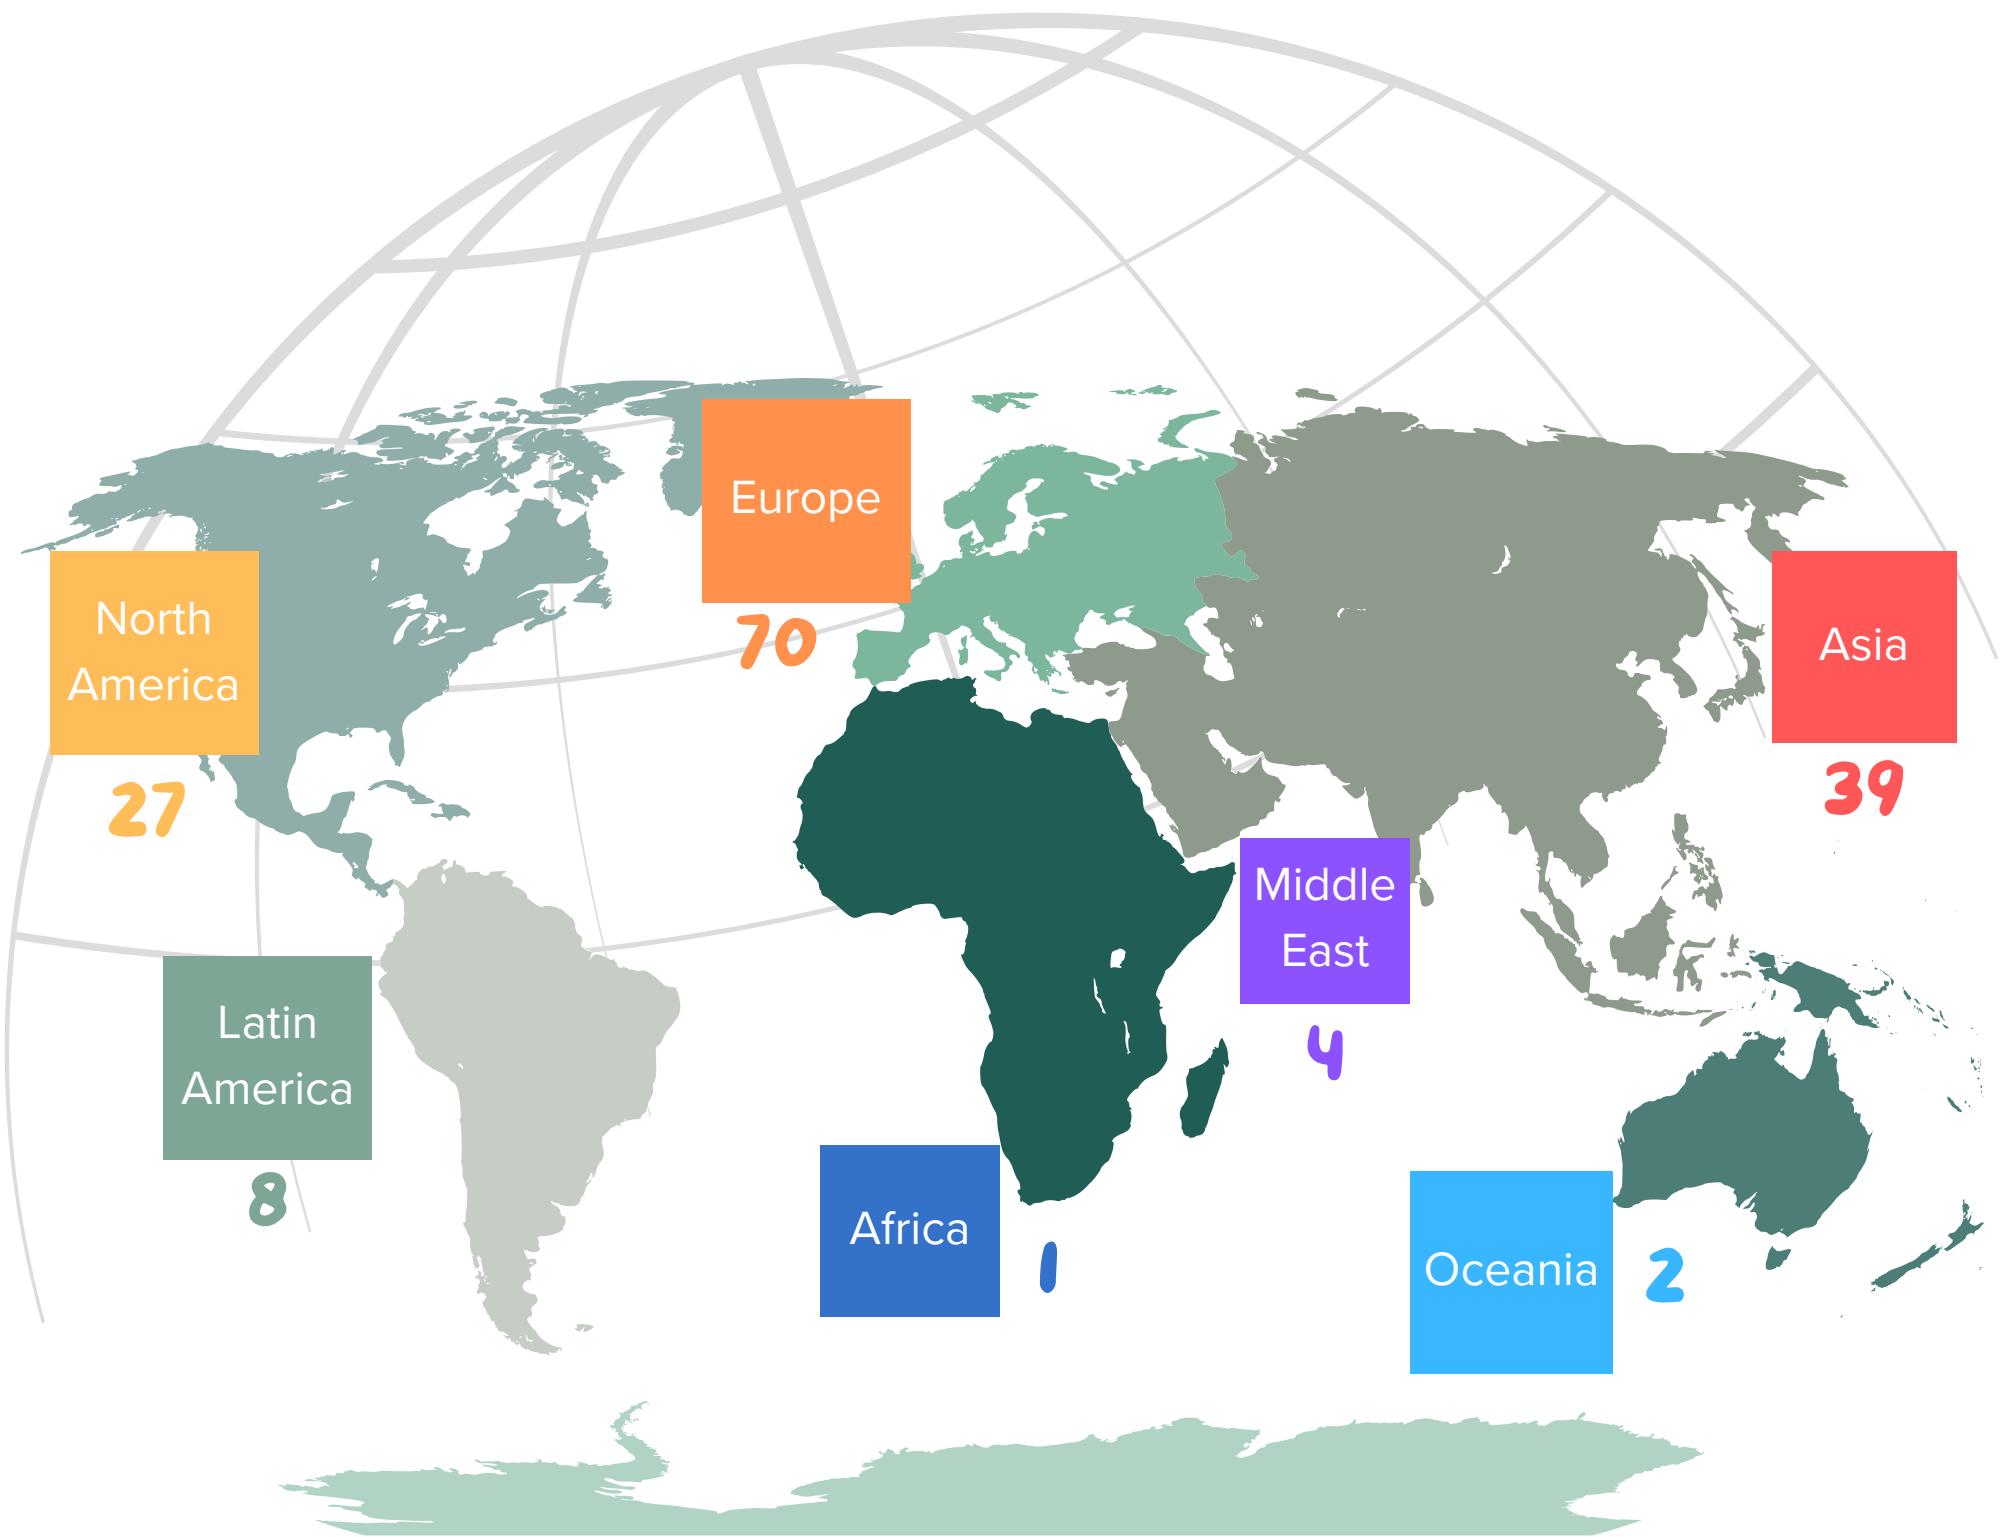 Europe
70
North
America
27
Asia
39
Middle
East
4
Latin
America
8
Africa
1
Oceania
2